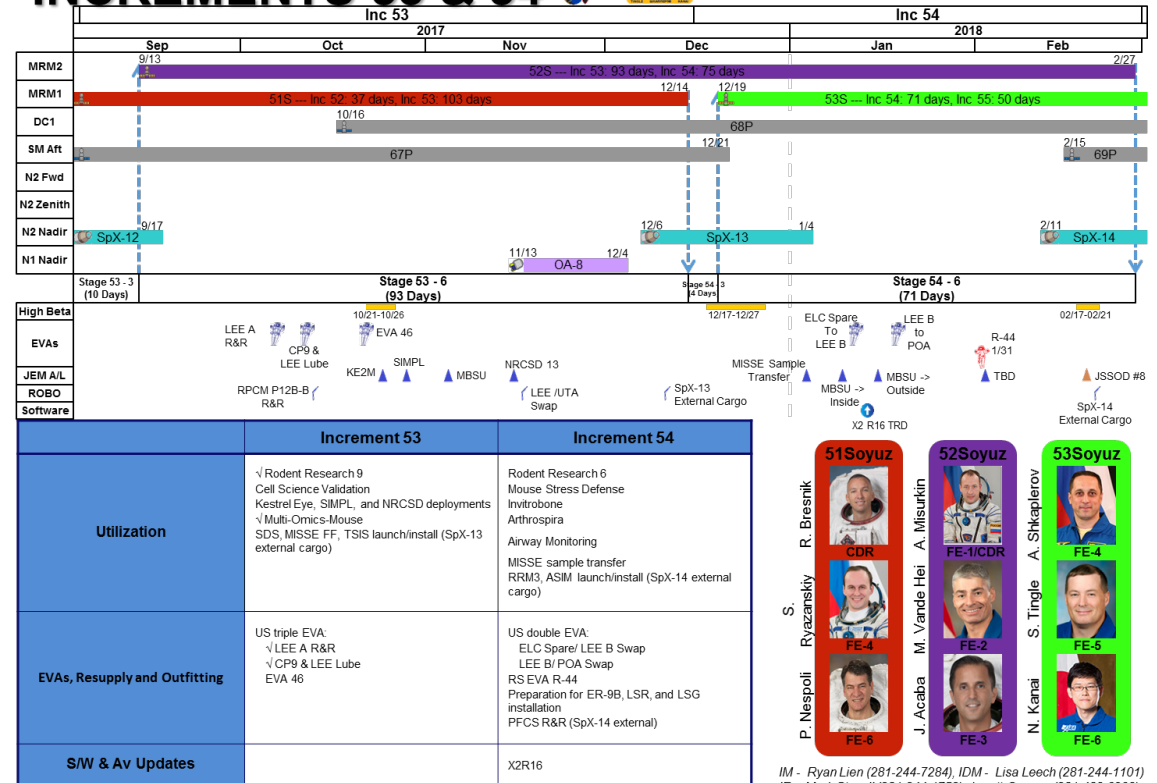 INCREMENTS 53 & 54
Inc 53
Inc 54
2017
2018
Sep
Oct
Nov
Dec
Jan
Feb
MRM2
9/13
52S --- Inc 53: 93 days, Inc 54: 75 days
2/27
MRM1
51S --- Inc 52: 37 days, Inc 53: 103 days
12/14
12/19
53S --- Inc 54: 71 days, Inc 55: 50 days
DC1
10/16
68P
SM Aft
67P
12/21
2/15
69P
N2 Fwd
N2 Zenith
N2 Nadir
SpX-12
9/17
12/6
SpX-13
1/4
2/11
SpX-14
N1 Nadir
11/13
OA-8
12/4
Stage 53 - 3
(10 Days)
Stage 53 - 6
(93 Days)
Stage 54 - 3
(4 Days)
Stage 54 - 6
(71 Days)
High Beta
10/21-10/26
12/17-12/27
02/17-02/21
EVAs
LEE A
R&R
CP9 &
LEE Lube
EVA 46
ELC Spare
To
LEE B
LEE B
to
POA
R-44
1/31
JEM A/L
KE2M
SIMPL
MBSU
NRCSD 13
MISSE Sample
Transfer
MBSU ->
Inside
MBSU ->
Outside
TBD
JSSOD #8
ROBO
RPCM P12B-B
R&R
LEE /UTA
Swap
SpX-13
External Cargo
SpX-14
External Cargo
Software
X2 R16 TRD
Increment 53
Increment 54
Utilization
√ Rodent Research 9
Cell Science Validation
Kestrel Eye, SIMPL, and NRCSD deployments
√ Multi-Omics-Mouse
SDS, MISSE FF, TSIS launch/install (SpX-13
external cargo)
Rodent Research 6
Mouse Stress Defense
Invitrobone
Arthrospira
Airway Monitoring
MISSE sample transfer
RRM3, ASIM launch/install (SpX-14 external
cargo)
EVAs, Resupply and Outfitting
US triple EVA:
√ LEE A R&R
√ CP9 & LEE Lube
EVA 46
US double EVA:
ELC Spare/ LEE B Swap
LEE B/ POA Swap
RS EVA R-44
Preparation for ER-9B, LSR, and LSG
installation
PFCS R&R (SpX-14 external)
S/W & Av Updates
X2R16
51Soyuz
R. Bresnik
CDR
S.
Ryazanskiy
FE-4
P. Nespoli
FE-6
52Soyuz
A. Misurkin
FE-1/CDR
M. Vande Hei
FE-2
J. Acaba
FE-3
53Soyuz
A. Shkaplerov
FE-4
S. Tingle
FE-5
N. Kanai
FE-6
IM - Ryan Lien (281-244-7284), IDM - Lisa Leech (281-244-1101)